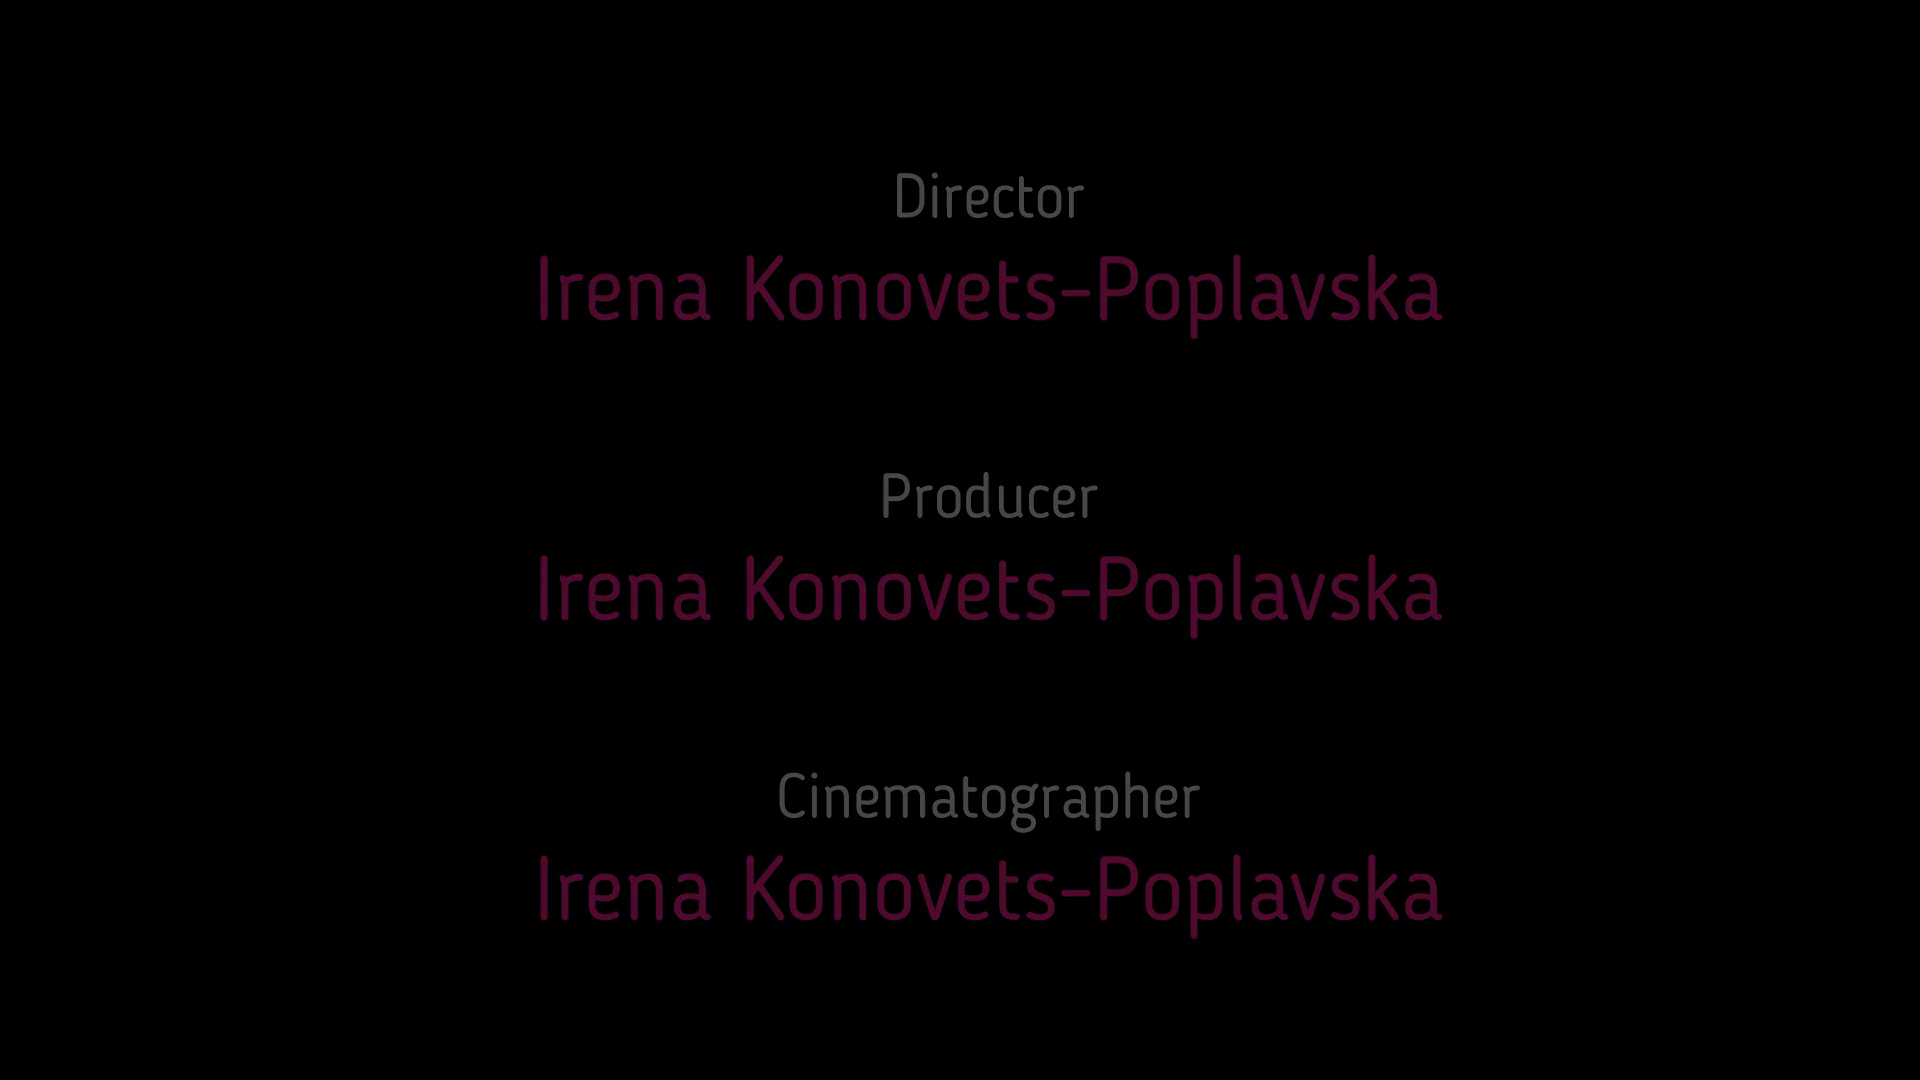 Director
Irena Konovets-Poplavska
Producer
Irena Konovets-Poplavska
Cinematographer
Irena Konovets-Poplavska